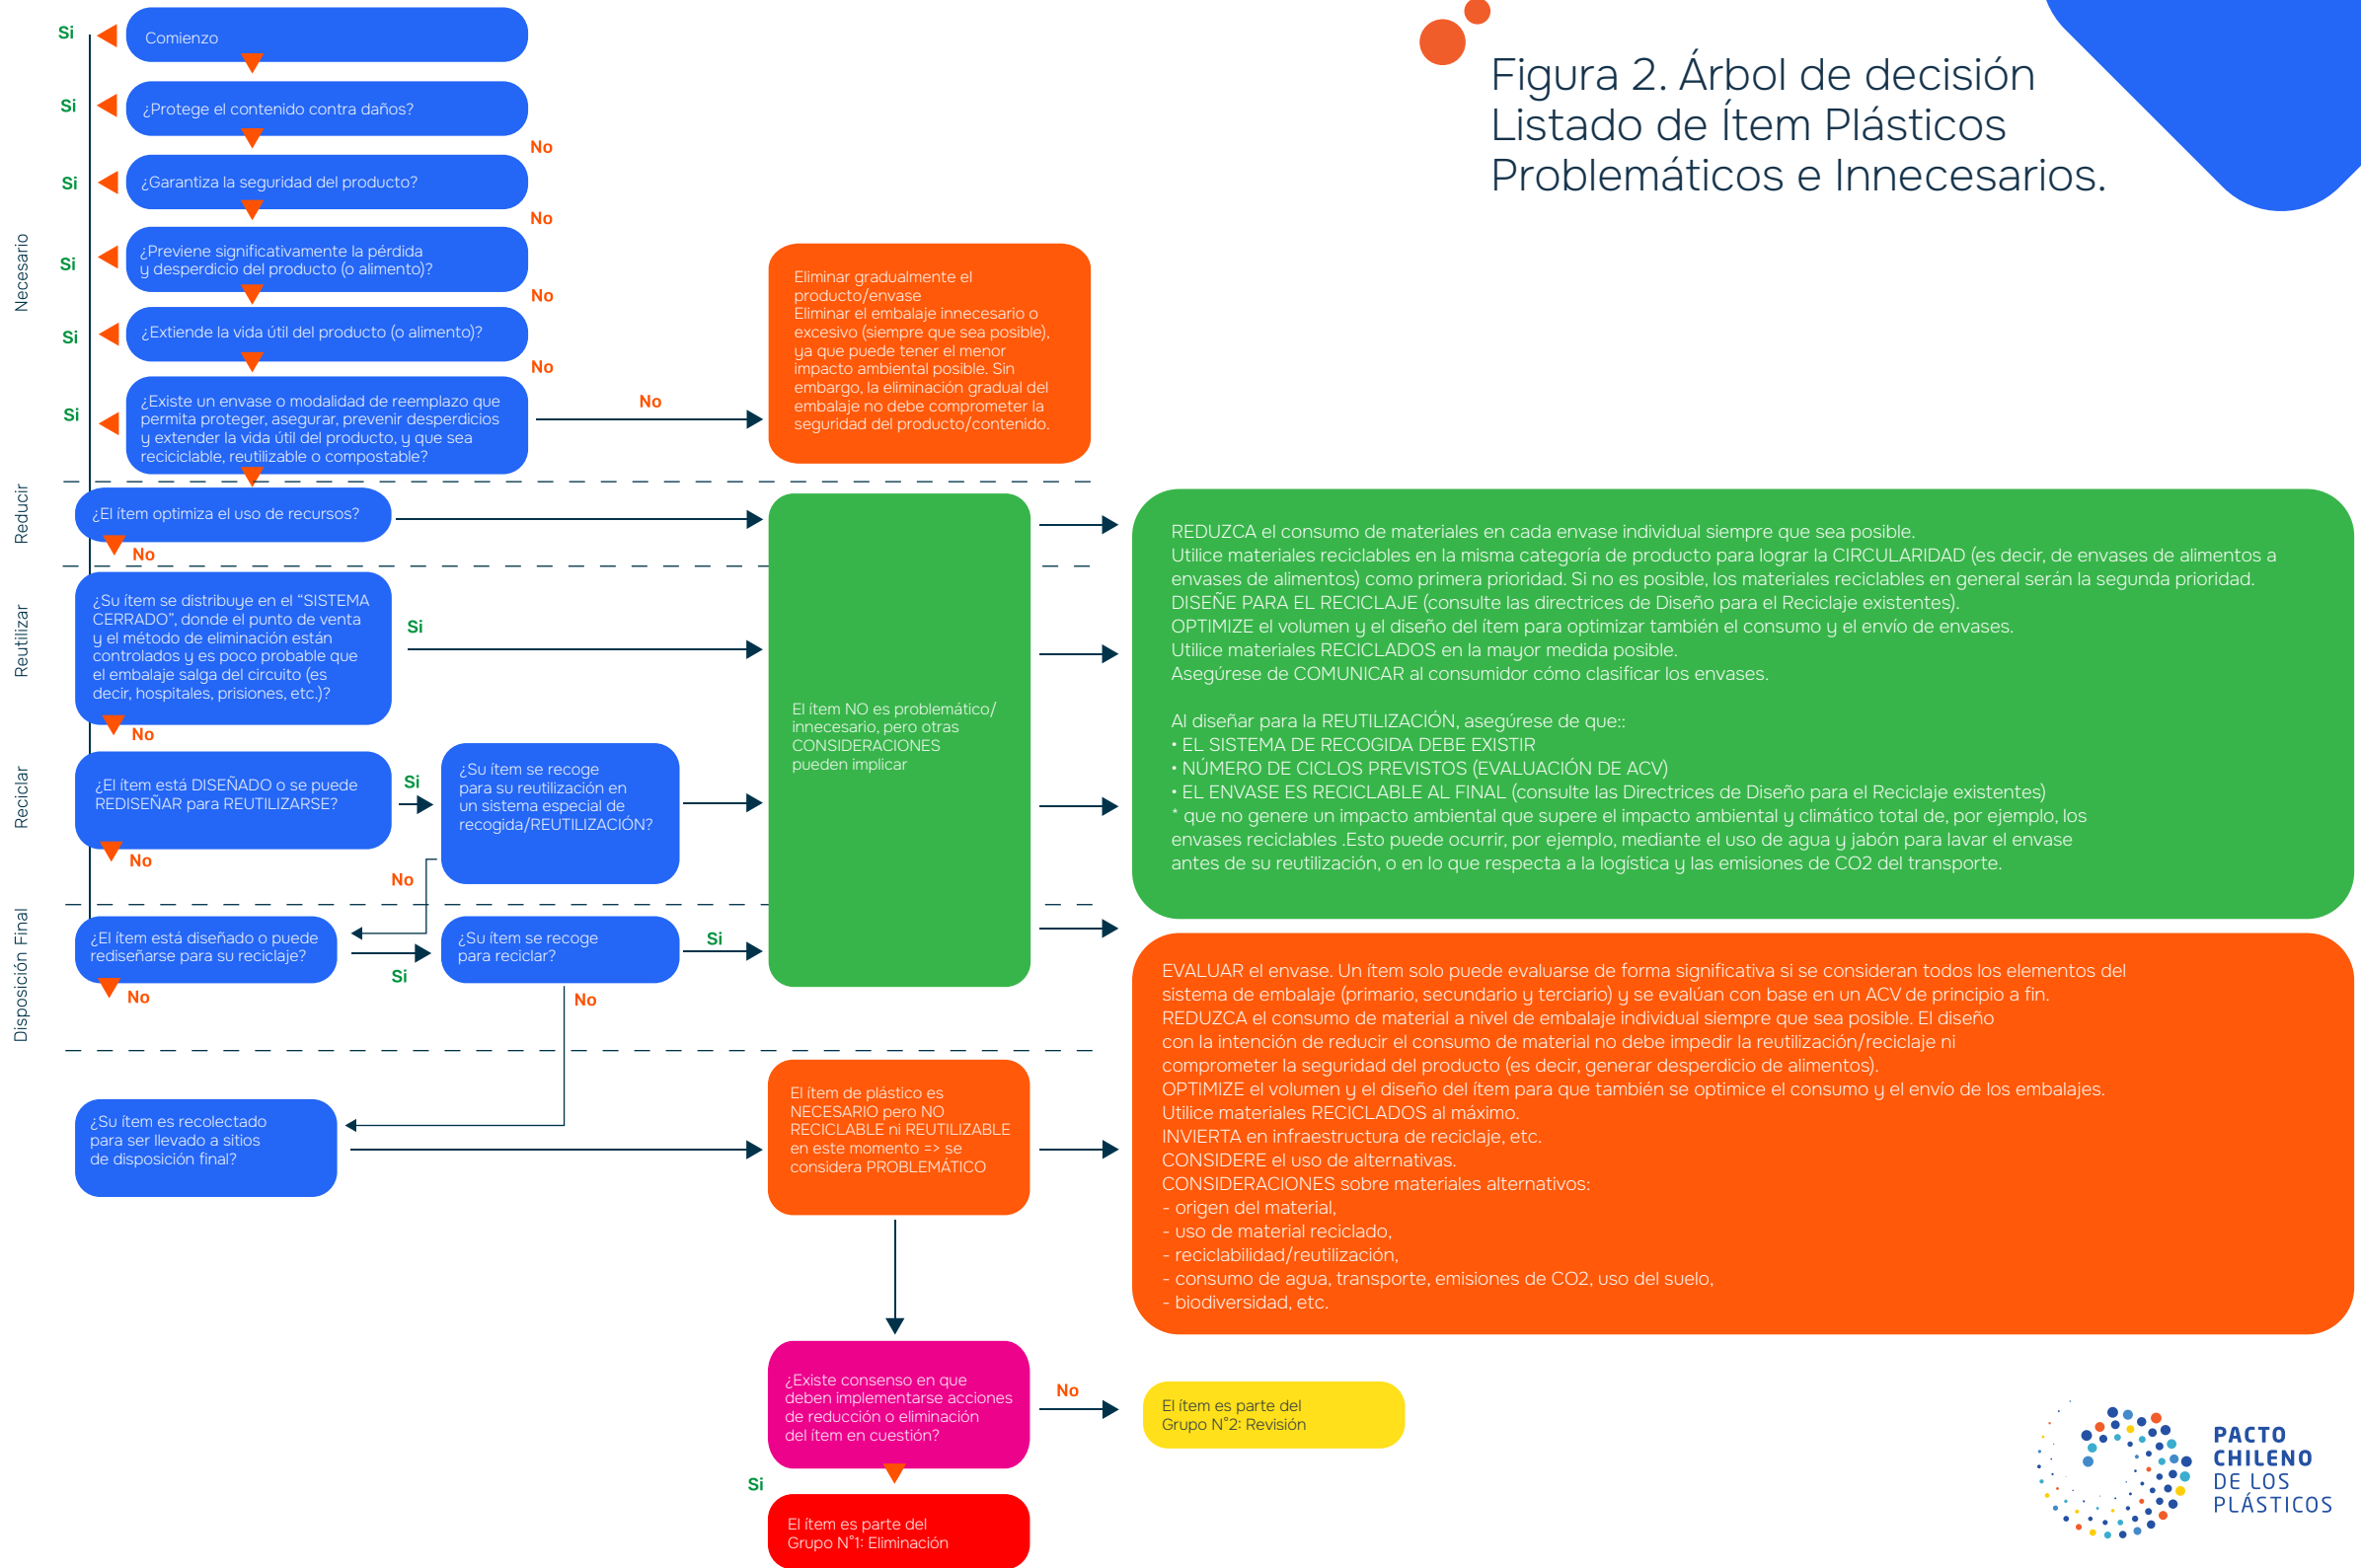 Figura 2. Árbol de decisión
Listado de Ítem Plásticos
Problemáticos e Innecesarios.
Necesario
Si
Comienzo
Si
¿Protege el contenido contra daños?
No
Si
¿Garantiza la seguridad del producto?
No
Si
¿Previene significativamente la pérdida
y desperdicio del producto (o alimento)?
No
Si
¿Extiende la vida útil del producto (o alimento)?
No
Si
¿Existe un envase o modalidad de reemplazo que
permita proteger, asegurar, prevenir desperdicios
y extender la vida útil del producto, y que sea
reciciclable, reutilizable o compostable?
No
Eliminar gradualmente el
producto/envase
Eliminar el embalaje innecesario o
excesivo (siempre que sea posible),
ya que puede tener el menor
impacto ambiental posible. Sin
embargo, la eliminación gradual del
embalaje no debe comprometer la
seguridad del producto/contenido.
Reducir
¿El ítem optimiza el uso de recursos?
No
Reutilizar
¿Su ítem se distribuye en el “SISTEMA
CERRADO”, donde el punto de venta
y el método de eliminación están
controlados y es poco probable que
el embalaje salga del circuito (es
decir, hospitales, prisiones, etc.)?
Si
No
Reciclar
¿El ítem está DISEÑADO o se puede
REDISEÑAR para REUTILIZARSE?
Si
No
¿Su ítem se recoge
para su reutilización en
un sistema especial de
recogida/REUTILIZACIÓN?
No
Disposición Final
¿El ítem está diseñado o puede
rediseñarse para su reciclaje?
Si
No
¿Su ítem se recoge
para reciclar?
Si
No
El ítem NO es problemático/
innecesario, pero otras
CONSIDERACIONES
pueden implicar
REDUZCA el consumo de materiales en cada envase individual siempre que sea posible.
Utilice materiales reciclables en la misma categoría de producto para lograr la CIRCULARIDAD (es decir, de envases de alimentos a
envases de alimentos) como primera prioridad. Si no es posible, los materiales reciclables en general serán la segunda prioridad.
DISEÑE PARA EL RECICLAJE (consulte las directrices de Diseño para el Reciclaje existentes).
OPTIMIZE el volumen y el diseño del ítem para optimizar también el consumo y el envío de envases.
Utilice materiales RECICLADOS en la mayor medida posible.
Asegúrese de COMUNICAR al consumidor cómo clasificar los envases.
Al diseñar para la REUTILIZACIÓN, asegúrese de que::
• EL SISTEMA DE RECOGIDA DEBE EXISTIR
• NÚMERO DE CICLOS PREVISTOS (EVALUACIÓN DE ACV)
• EL ENVASE ES RECICLABLE AL FINAL (consulte las Directrices de Diseño para el Reciclaje existentes)
* que no genere un impacto ambiental que supere el impacto ambiental y climático total de, por ejemplo, los
envases reciclables .Esto puede ocurrir, por ejemplo, mediante el uso de agua y jabón para lavar el envase
antes de su reutilización, o en lo que respecta a la logística y las emisiones de CO2 del transporte.
¿Su ítem es recolectado
para ser llevado a sitios
de disposición final?
El ítem de plástico es
NECESARIO pero NO
RECICLABLE ni REUTILIZABLE
en este momento => se
considera PROBLEMÁTICO
EVALUAR el envase. Un ítem solo puede evaluarse de forma significativa si se consideran todos los elementos del
sistema de embalaje (primario, secundario y terciario) y se evalúan con base en un ACV de principio a fin.
REDUZCA el consumo de material a nivel de embalaje individual siempre que sea posible. El diseño
con la intención de reducir el consumo de material no debe impedir la reutilización/reciclaje ni
comprometer la seguridad del producto (es decir, generar desperdicio de alimentos).
OPTIMIZE el volumen y el diseño del ítem para que también se optimice el consumo y el envío de los embalajes.
Utilice materiales RECICLADOS al máximo.
INVIERTA en infraestructura de reciclaje, etc.
CONSIDERE el uso de alternativas.
CONSIDERACIONES sobre materiales alternativos:
- origen del material,
- uso de material reciclado,
- reciclabilidad/reutilización,
- consumo de agua, transporte, emisiones de CO2, uso del suelo,
- biodiversidad, etc.
¿Existe consenso en que
deben implementarse acciones
de reducción o eliminación
del ítem en cuestión?
No
El ítem es parte del
Grupo N°2: Revisión
Si
El ítem es parte del
Grupo N°1: Eliminación
PACTO
CHILENO
DE LOS
PLÁSTICOS